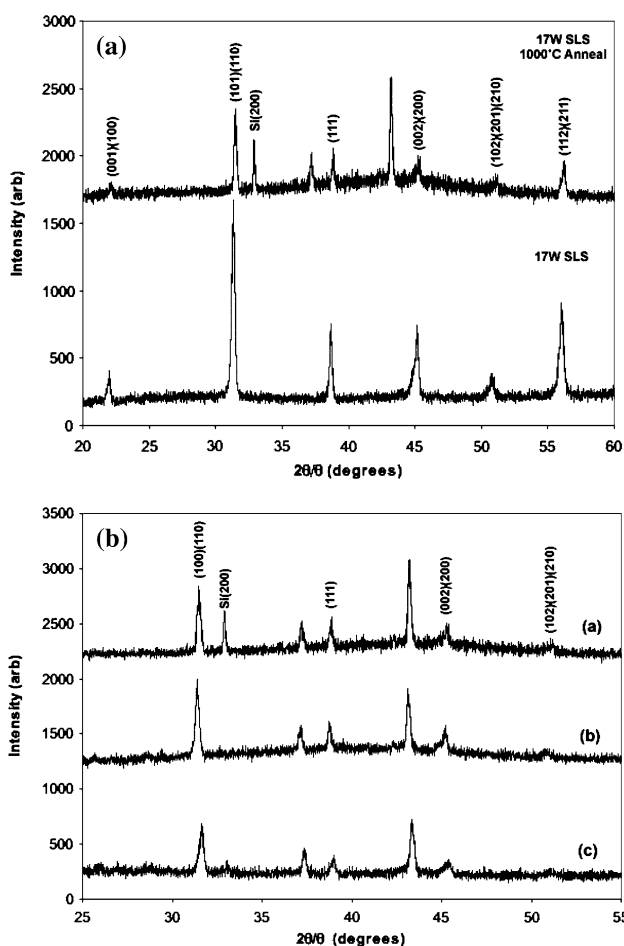 (a)
17W SLS
1000°C Anneal
(001)(100)
(101)(110)
Si(200)
(111)
(002)(200)
(102)(201)(210)
(112)(211)
17W SLS
Intensity (arb)
3000
2500
2000
1500
1000
500
0
20 25 30 35 40 45 50 55 60
2θ/θ (degrees)
(b)
(100)(110)
Si(200)
(111)
(002)(200)
(102)(201)(210)
(a)
(b)
(c)
Intensity (arb)
3500
3000
2500
2000
1500
1000
500
0
25 30 35 40 45 50 55
2θ/θ (degrees)